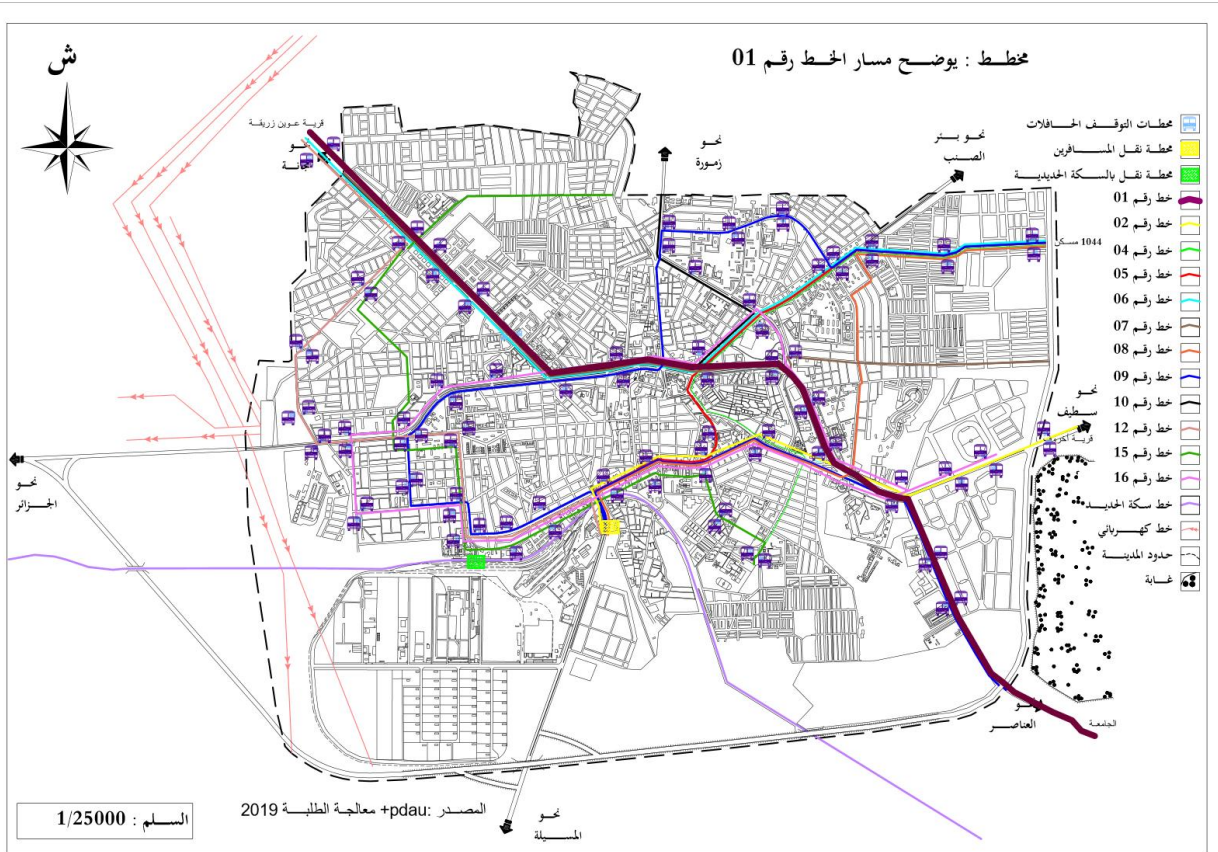 مخطط : يوضح مسار الخط رقم 01
ش
قرية عوين زريقة
نحو
زمورة
نحو بئر
الصنب
1044 مسكن
نحو
سطيف
نحو
الجزائر
نحو
العناصر
الجامعة
نحو
المسيلة
محطات التوقف الحافلات
محطة نقل المسافرين
محطة نقل بالسكة الحديدية
خط رقم 01
خط رقم 02
خط رقم 04
خط رقم 05
خط رقم 06
خط رقم 07
خط رقم 08
خط رقم 09
خط رقم 10
خط رقم 12
خط رقم 15
خط رقم 16
خط سكة الحديد
خط كهربائي
حدود المدينة
غابة
المصدر :pdau+ معالجة الطلبة 2019
السلم : 1/25000